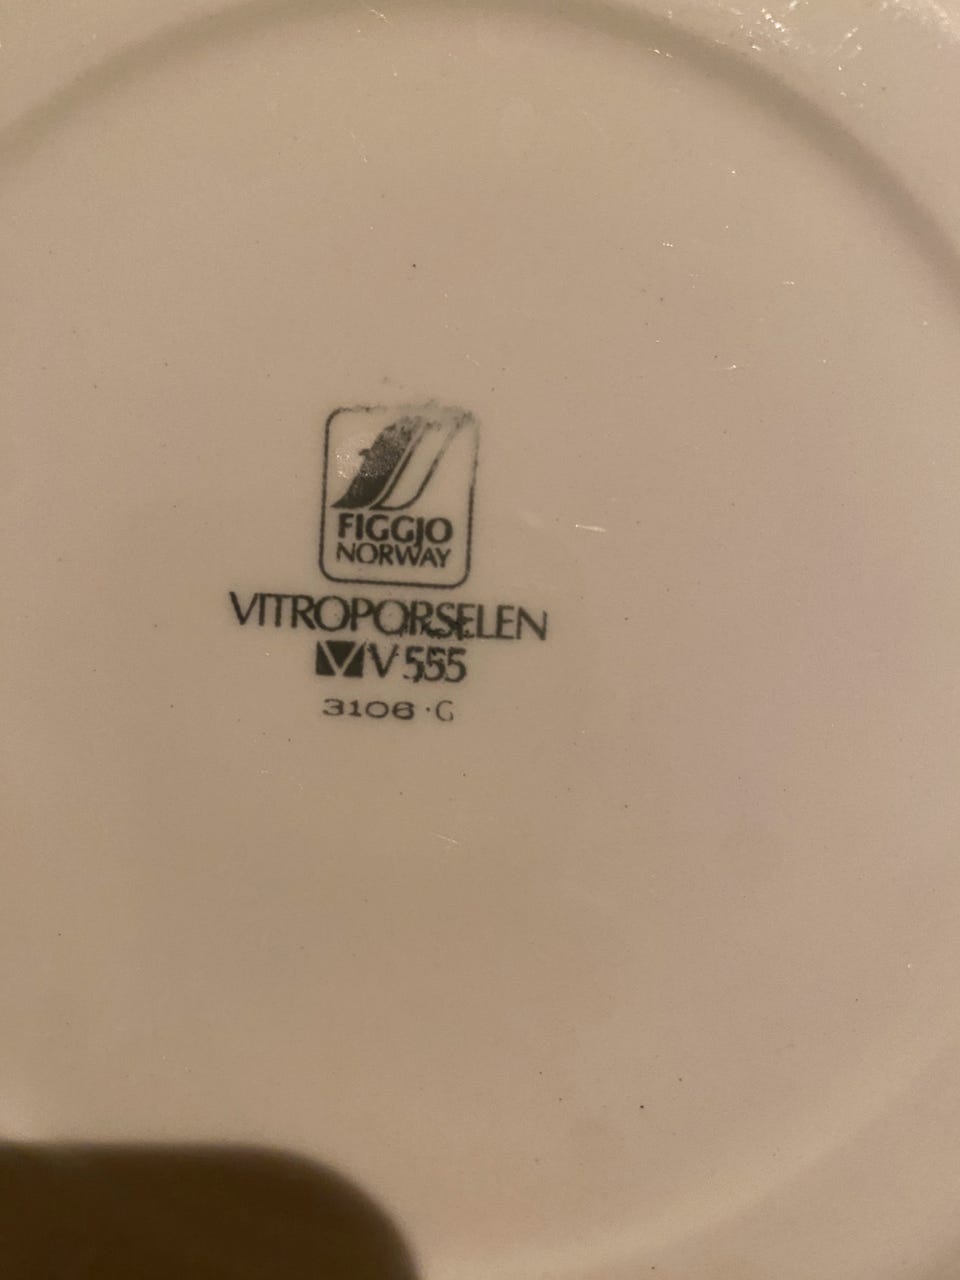 FIGGJO
NORWAY
VITROPORSELEN
V 555
3106 · G